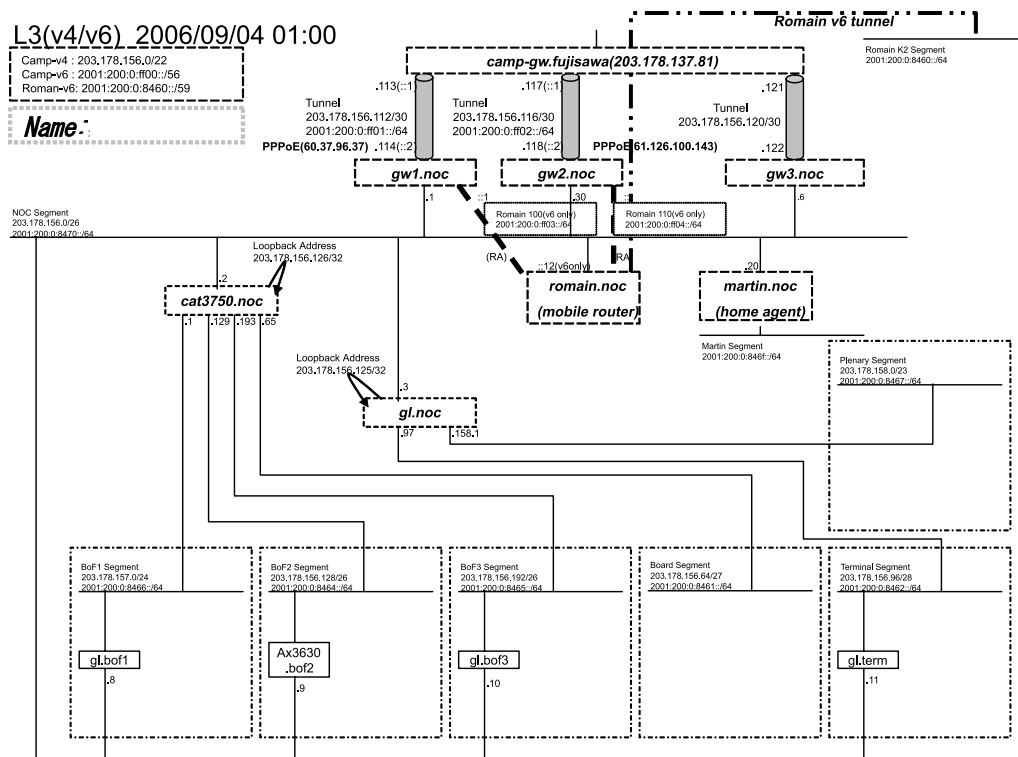 L3(v4/v6) 2006/09/04 01:00
Camp-v4 : 203.178.156.0/22
Camp-v6 : 2001:200:0:ff00::/56
Roman-v6: 2001:200:0:8460::/59
Name:
Romain v6 tunnel
Romain K2 Segment
2001:200:0:8460::/64
camp-gw.fujisawa(203.178.137.81)
.113(::1)
.117(::1)
.121
Tunnel
203.178.156.112/30
2001:200:0:ff01::/64
PPPoE(60.37.96.37)
.114(::2)
Tunnel
203.178.156.116/30
2001:200:0:ff02::/64
.118(::2)
Tunnel
203.178.156.120/30
PPPoE(61.126.100.143)
.122
gw1.noc
gw2.noc
gw3.noc
.1
::1
.30
::
.6
Romain 100(v6 only)
2001:200:0:ff03::/64
Romain 110(v6 only)
2001:200:0:ff04::/64
NOC Segment
203.178.156.0/26
2001:200:0:8470::/64
Loopback Address
203.178.156.126/32
(RA)
::12(v6only)
(RA)
.2
.20
cat3750.noc
romain.noc
(mobile router)
martin.noc
(home agent)
.1
.129
.193
.65
Martin Segment
2001:200:0:846f::/64
Loopback Address
203.178.156.125/32
.3
gl.noc
.97
.158.1
Plenary Segment
203.178.158.0/23
2001:200:0:8467::/64
BoF1 Segment
203.178.157.0/24
2001:200:0:8466::/64
gl.bof1
.8
BoF2 Segment
203.178.156.128/26
2001:200:0:8464::/64
Ax3630
.bof2
.9
BoF3 Segment
203.178.156.192/26
2001:200:0:8465::/64
gl.bof3
.10
Board Segment
203.178.156.64/27
2001:200:0:8461::/64
Terminal Segment
203.178.156.96/28
2001:200:0:8462::/64
gl.term
.11